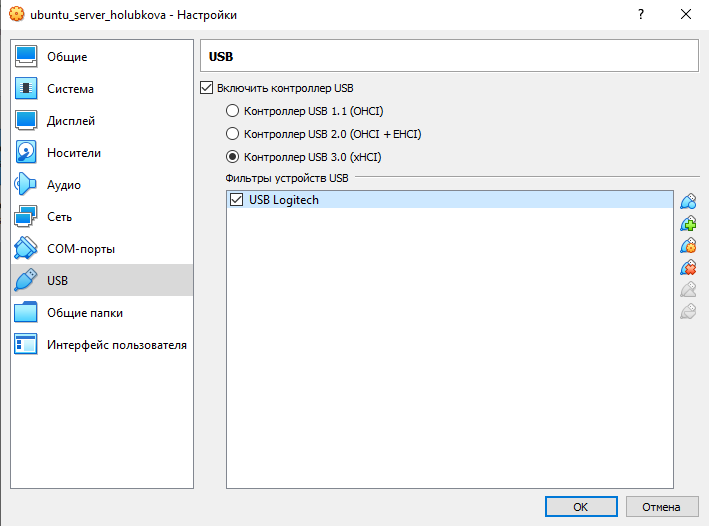 ubuntu_server_holubkova - Настройки
?
Общие
Система
Дисплей
Носители
Аудио
Сеть
COM-порты
USB
Общие папки
Интерфейс пользователя
USB
Включить контроллер USB
Контроллер USB 1.1 (OHCI)
Контроллер USB 2.0 (OHCI + EHCI)
Контроллер USB 3.0 (xHCI)
Фильтры устройств USB
USB Logitech
OK
Отмена